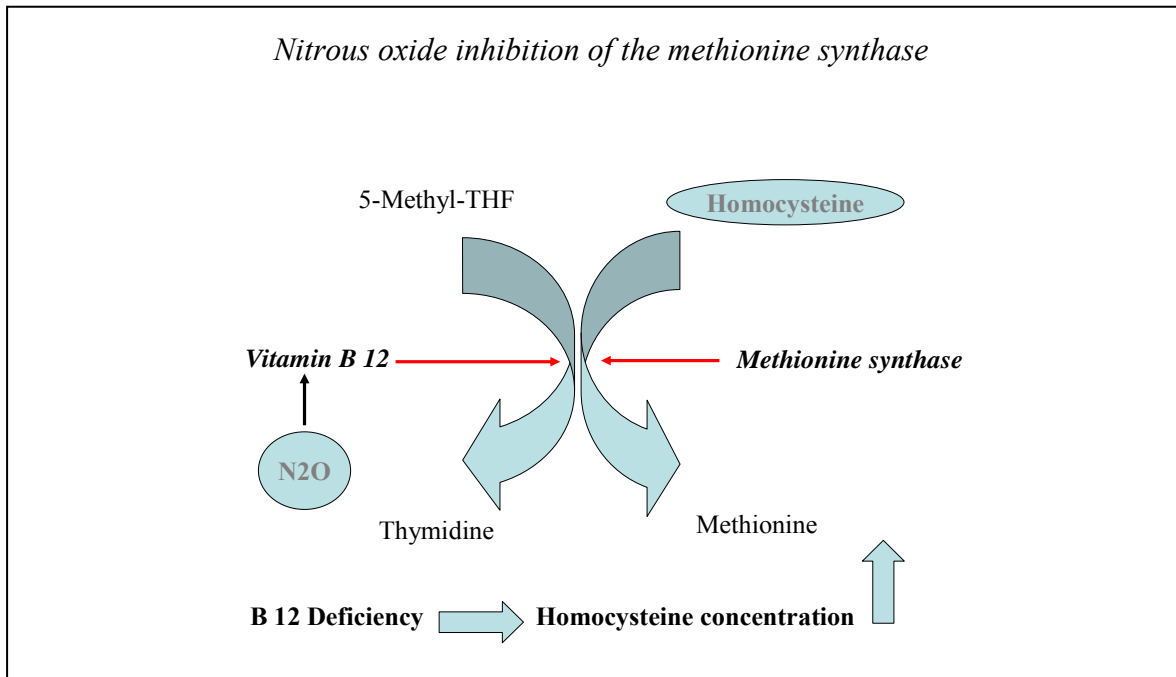 Nitrous oxide inhibition of the methionine synthase
5-Methyl-THF
Homocysteine
Vitamin B 12
Methionine synthase
N2O
Thymidine
Methionine
B 12 Deficiency
Homocysteine concentration